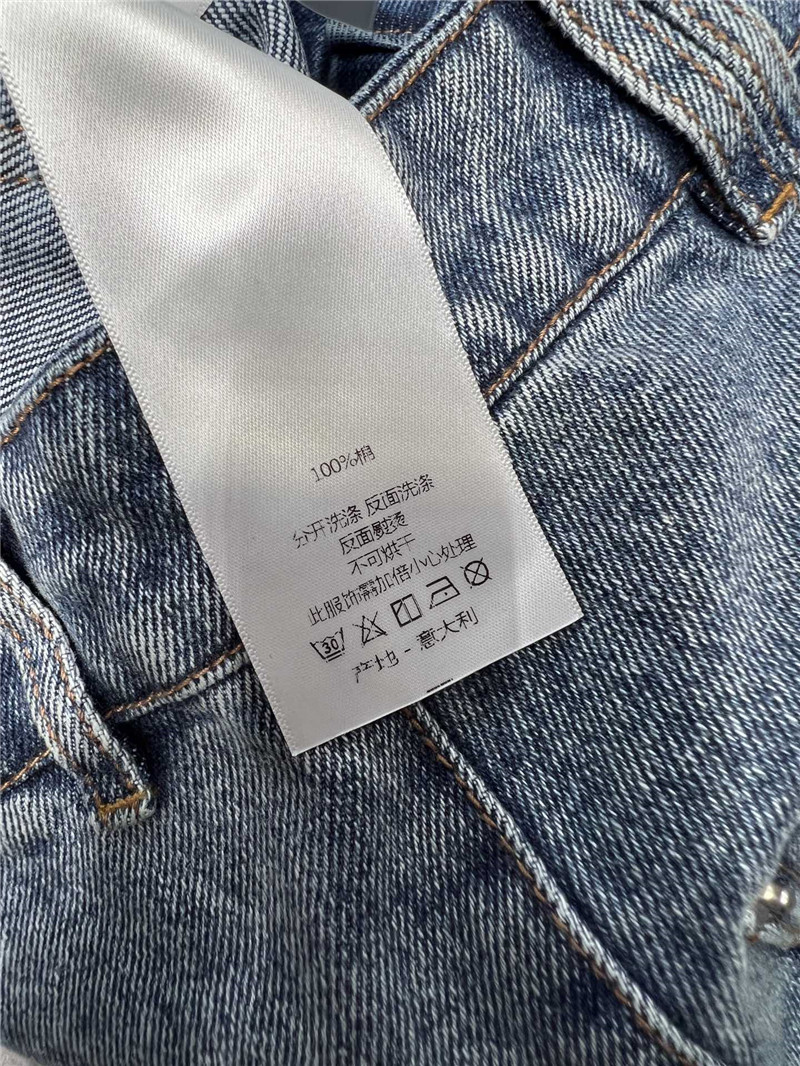 100%棉
分开洗涤 反面洗涤
反面熨烫
不可烘干
此服饰需加倍小心处理
30
产地 - 意大利